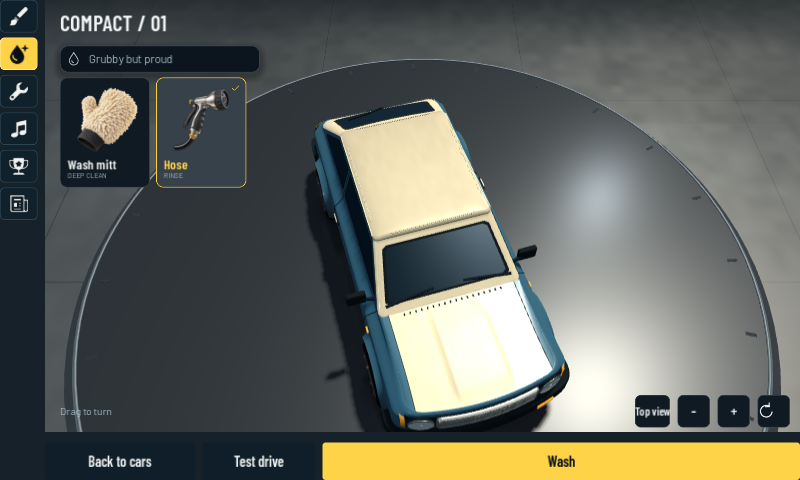 COMPACT / 01
Grubby but proud
Wash mitt
DEEP CLEAN
Hose
RINSE
Drag to turn
Top view
-
+
Back to cars
Test drive
Wash